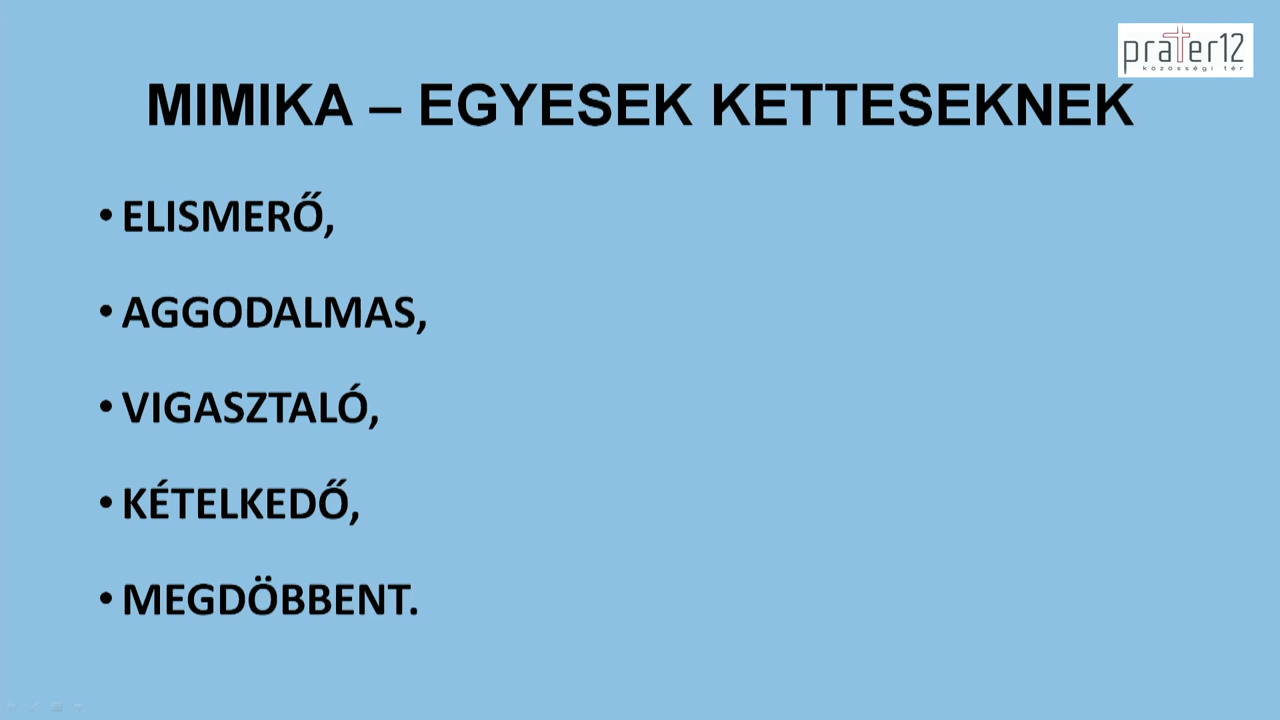 prater12
közösségi tér
MIMIKA – EGYESEK KETTESEKNEK
• ELISMERŐ,
• AGGODALMAS,
• VIGASZTALÓ,
• KÉTELKEDŐ,
• MEGDÖBBENT.